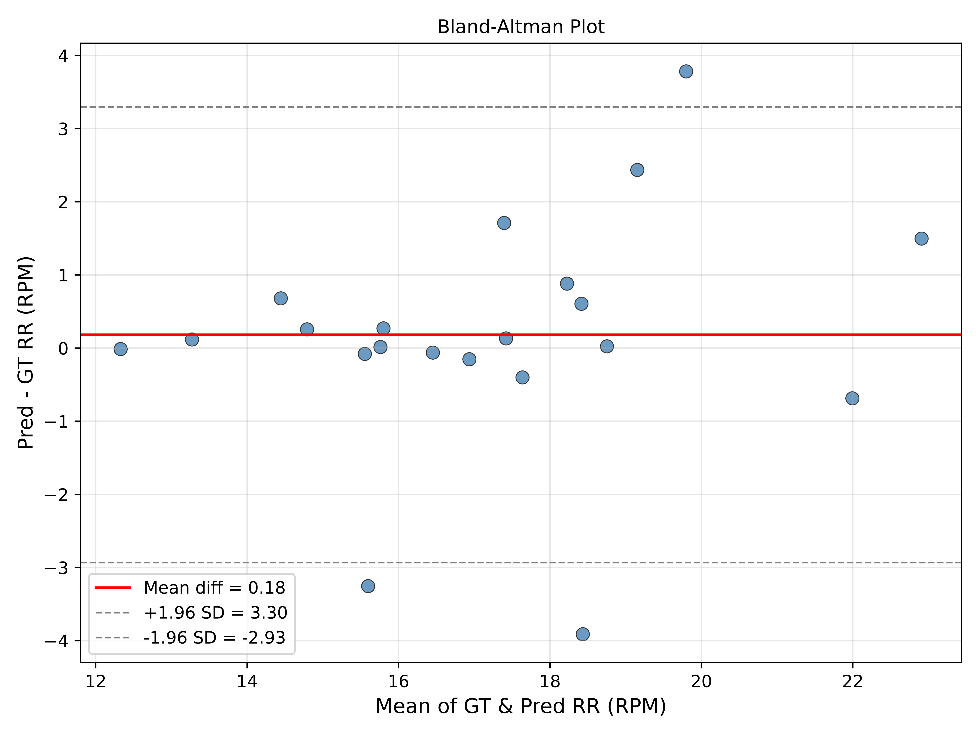 Bland-Altman Plot
4
3
2
1
0
−1
−2
−3
−4
Pred - GT RR (RPM)
Mean diff = 0.18
+1.96 SD = 3.30
-1.96 SD = -2.93
12 14 16 18 20 22
Mean of GT & Pred RR (RPM)